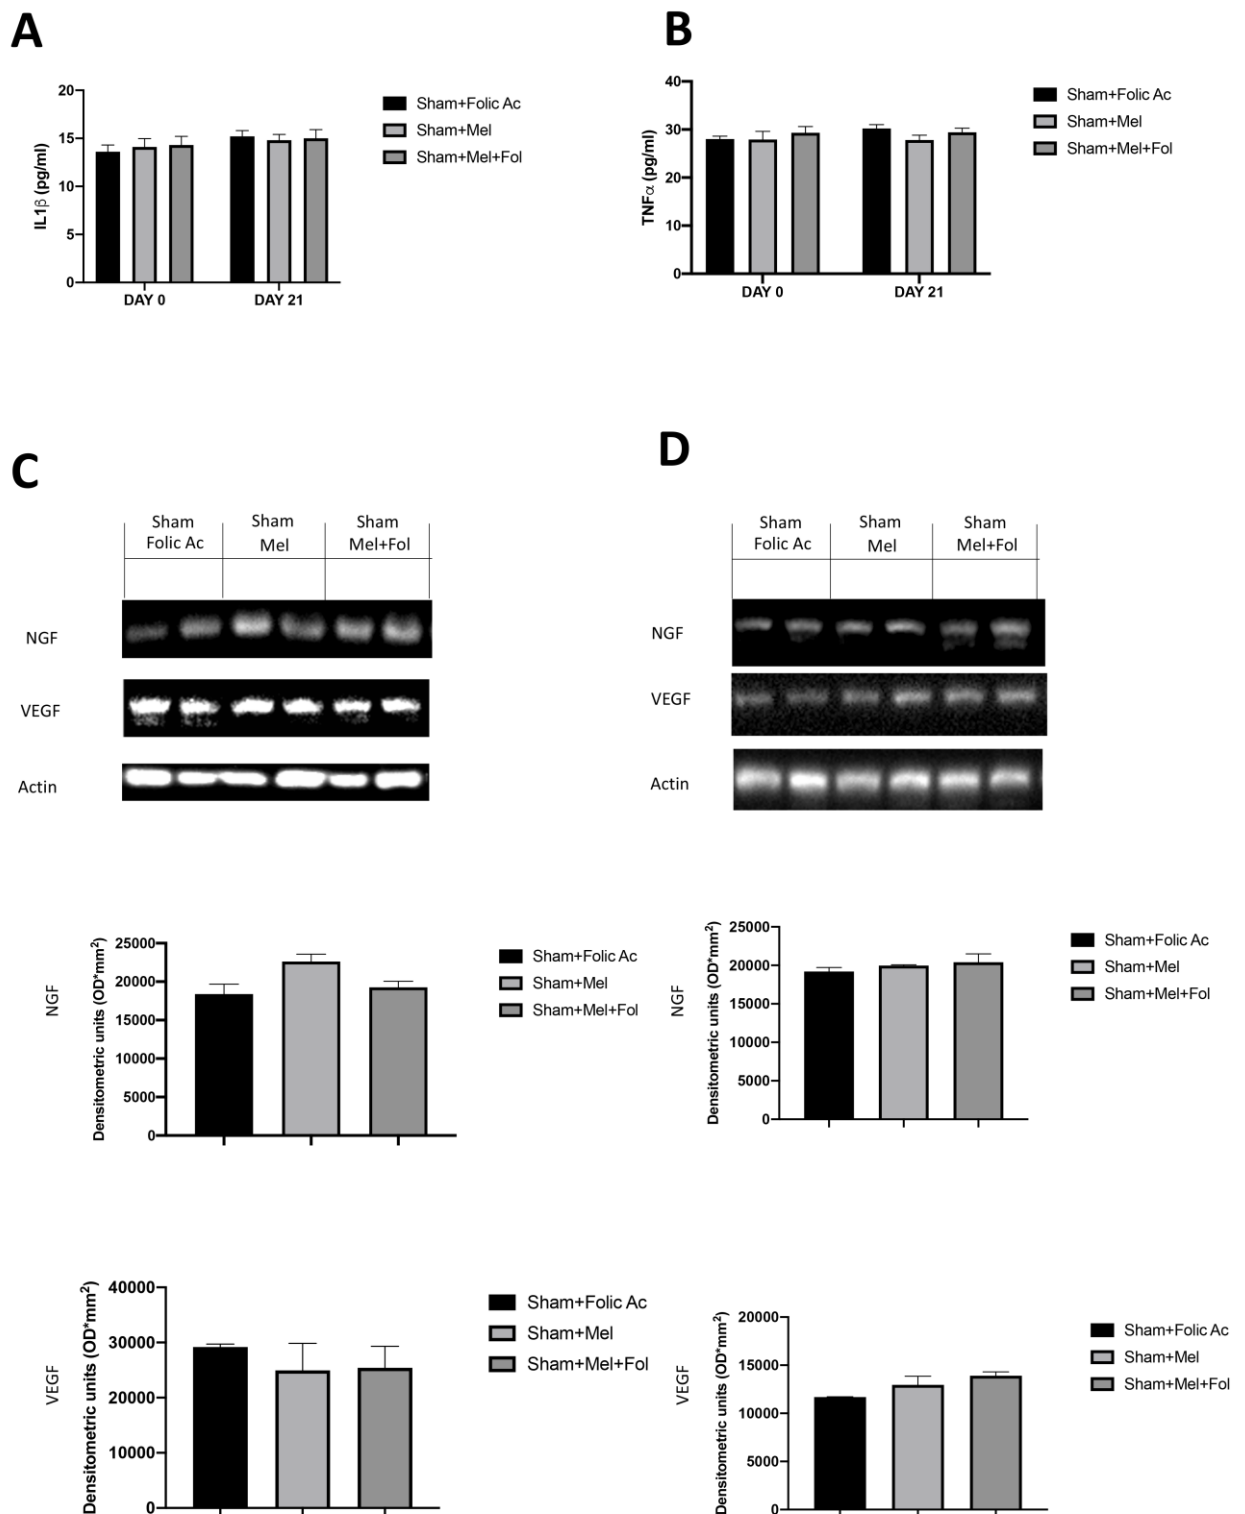 A
20
15
10
5
0
IL1β (pg/ml)
DAY 0
DAY 21
Sham+Folic Ac
Sham+Mel
Sham+Mel+Fol
B
40
30
20
10
0
TNFα (pg/ml)
DAY 0
DAY 21
Sham+Folic Ac
Sham+Mel
Sham+Mel+Fol
C
Sham
Folic Ac
Sham
Mel
Sham
Mel+Fol
NGF
VEGF
Actin
D
Sham
Folic Ac
Sham
Mel
Sham
Mel+Fol
NGF
VEGF
Actin
NGF
Densitometric units (OD*mm²)
25000
20000
15000
10000
5000
0
Sham+Folic Ac
Sham+Mel
Sham+Mel+Fol
NGF
Densitometric units (OD*mm²)
25000
20000
15000
10000
5000
0
Sham+Folic Ac
Sham+Mel
Sham+Mel+Fol
VEGF
Densitometric units (OD*mm²)
40000
30000
20000
10000
0
Sham+Folic Ac
Sham+Mel
Sham+Mel+Fol
VEGF
Densitometric units (OD*mm²)
20000
15000
10000
5000
0
Sham+Folic Ac
Sham+Mel
Sham+Mel+Fol